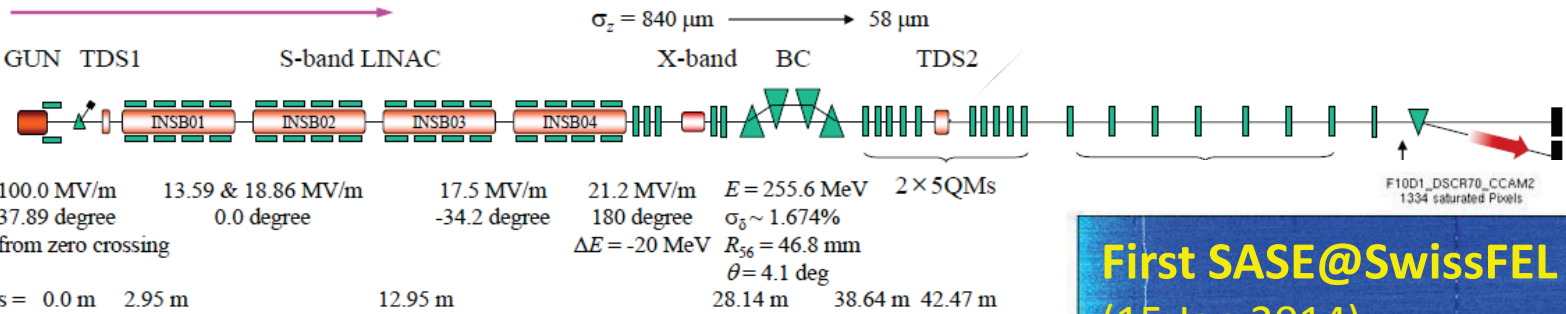 σz = 840 μm 58 μm
GUN TDS1 S-band LINAC X-band BC TDS2
INSB01 INSB02 INSB03 INSB04
100.0 MV/m 13.59 & 18.86 MV/m 17.5 MV/m 21.2 MV/m E = 255.6 MeV 2×5QMs
37.89 degree 0.0 degree -34.2 degree 180 degree σδ ~ 1.674%
from zero crossing ΔE = -20 MeV R56 = 46.8 mm
θ = 4.1 deg
s = 0.0 m 2.95 m 12.95 m 28.14 m 38.64 m 42.47 m
F10D1_DSCR70_CCAM2
1334 saturated Pixels
First SASE@SwissFEL